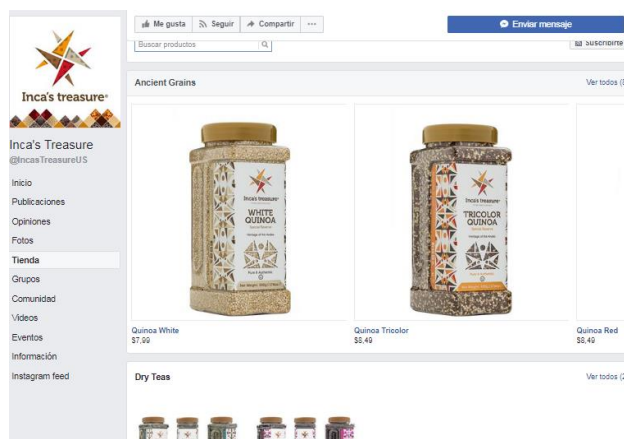 Me gusta Seguir Compartir ... Enviar mensaje
Buscar productos
Suscribirte
Inca's treasure
Inca's Treasure
@IncasTreasureUS
Inicio
Publicaciones
Opiniones
Fotos
Tienda
Grupos
Comunidad
Videos
Eventos
Información
Instagram feed
Ancient Grains
Ver todos (
Inca's treasure
WHITE
QUINOA
Inca's treasure
TRICOLOR
QUINOA
Quinoa White
$7,99
Quinoa Tricolor
$8,49
Quinoa Red
$8,49
Dry Teas
Ver todos (2